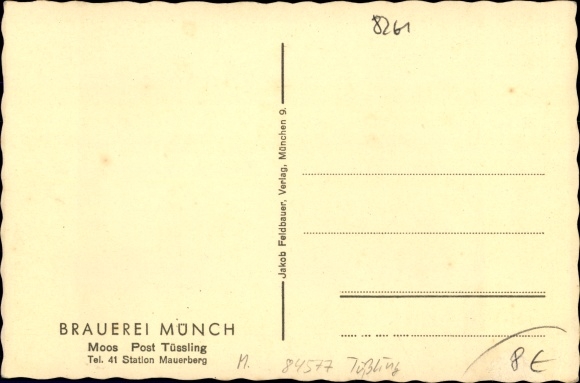 8261
Jakob Feldbauer, Verlag, München 9.
BRAUEREI MÜNCH
Moos Post Tüssling
Tel. 41 Station Mauerberg
M. 84577 Tüßling
8 €